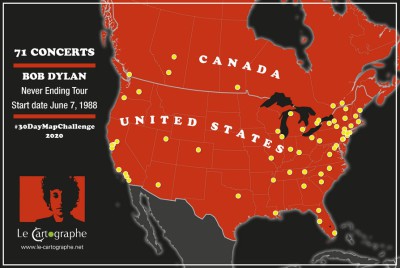 71 CONCERTS
BOB DYLAN
Never Ending Tour
Start date June 7, 1988
#30DayMapChallenge
2020
CANADA
UNITED STATES
Le Cartographe
www.le-cartographe.net